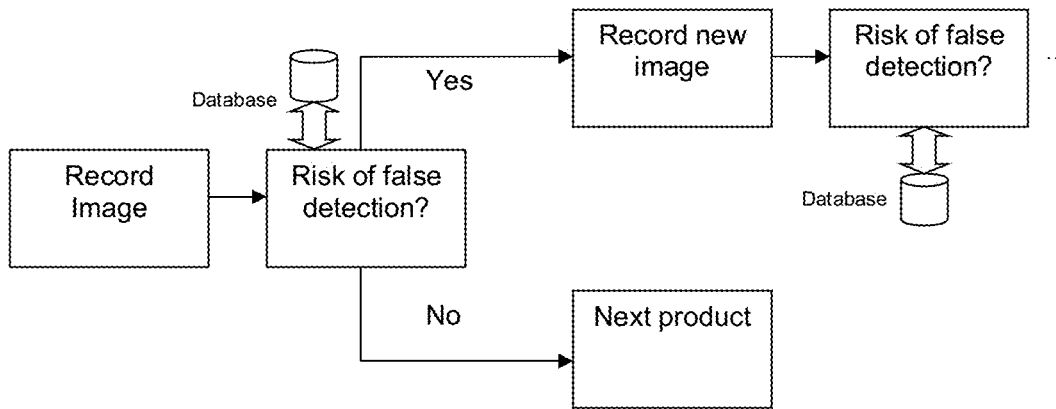 Record
Image
Database
Risk of false
detection?
Yes
Record new
image
Risk of false
detection?
Database
No
Next product